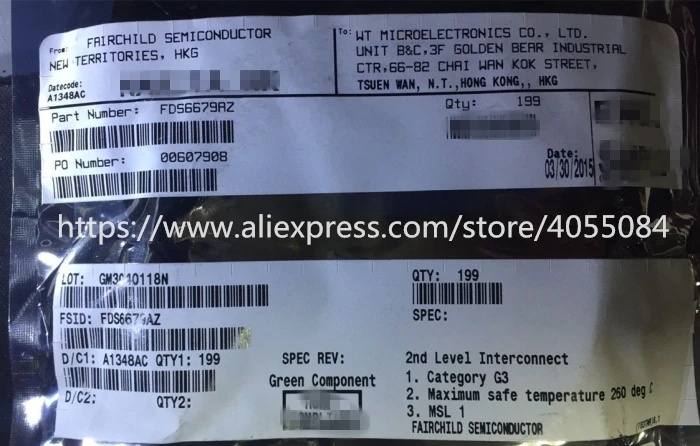 From: FAIRCHILD SEMICONDUCTOR
NEW TERRITORIES, HKG
Datecode:
A1348AC
To: WT MICROELECTRONICS CO., LTD.
UNIT B&C,3F GOLDEN BEAR INDUSTRIAL
CTR,66-82 CHAI WAN KOK STREET,
TSUEN WAN, N.T.,HONG KONG,, HKG
Part Number: FDS6679AZ
Qty: 199
PO Number: 00607908
Date:
03/30/2015
https://www.aliexpress.com/store/4055084
LOT: GM3040118N
QTY: 199
FSID: FDS6679AZ
SPEC:
D/C1: A1348AC QTY1: 199
SPEC REV:
2nd Level Interconnect
D/C2: QTY2:
Green Component
1. Category G3
2. Maximum safe temperature 260 deg C
3. MSL 1
FAIRCHILD SEMICONDUCTOR